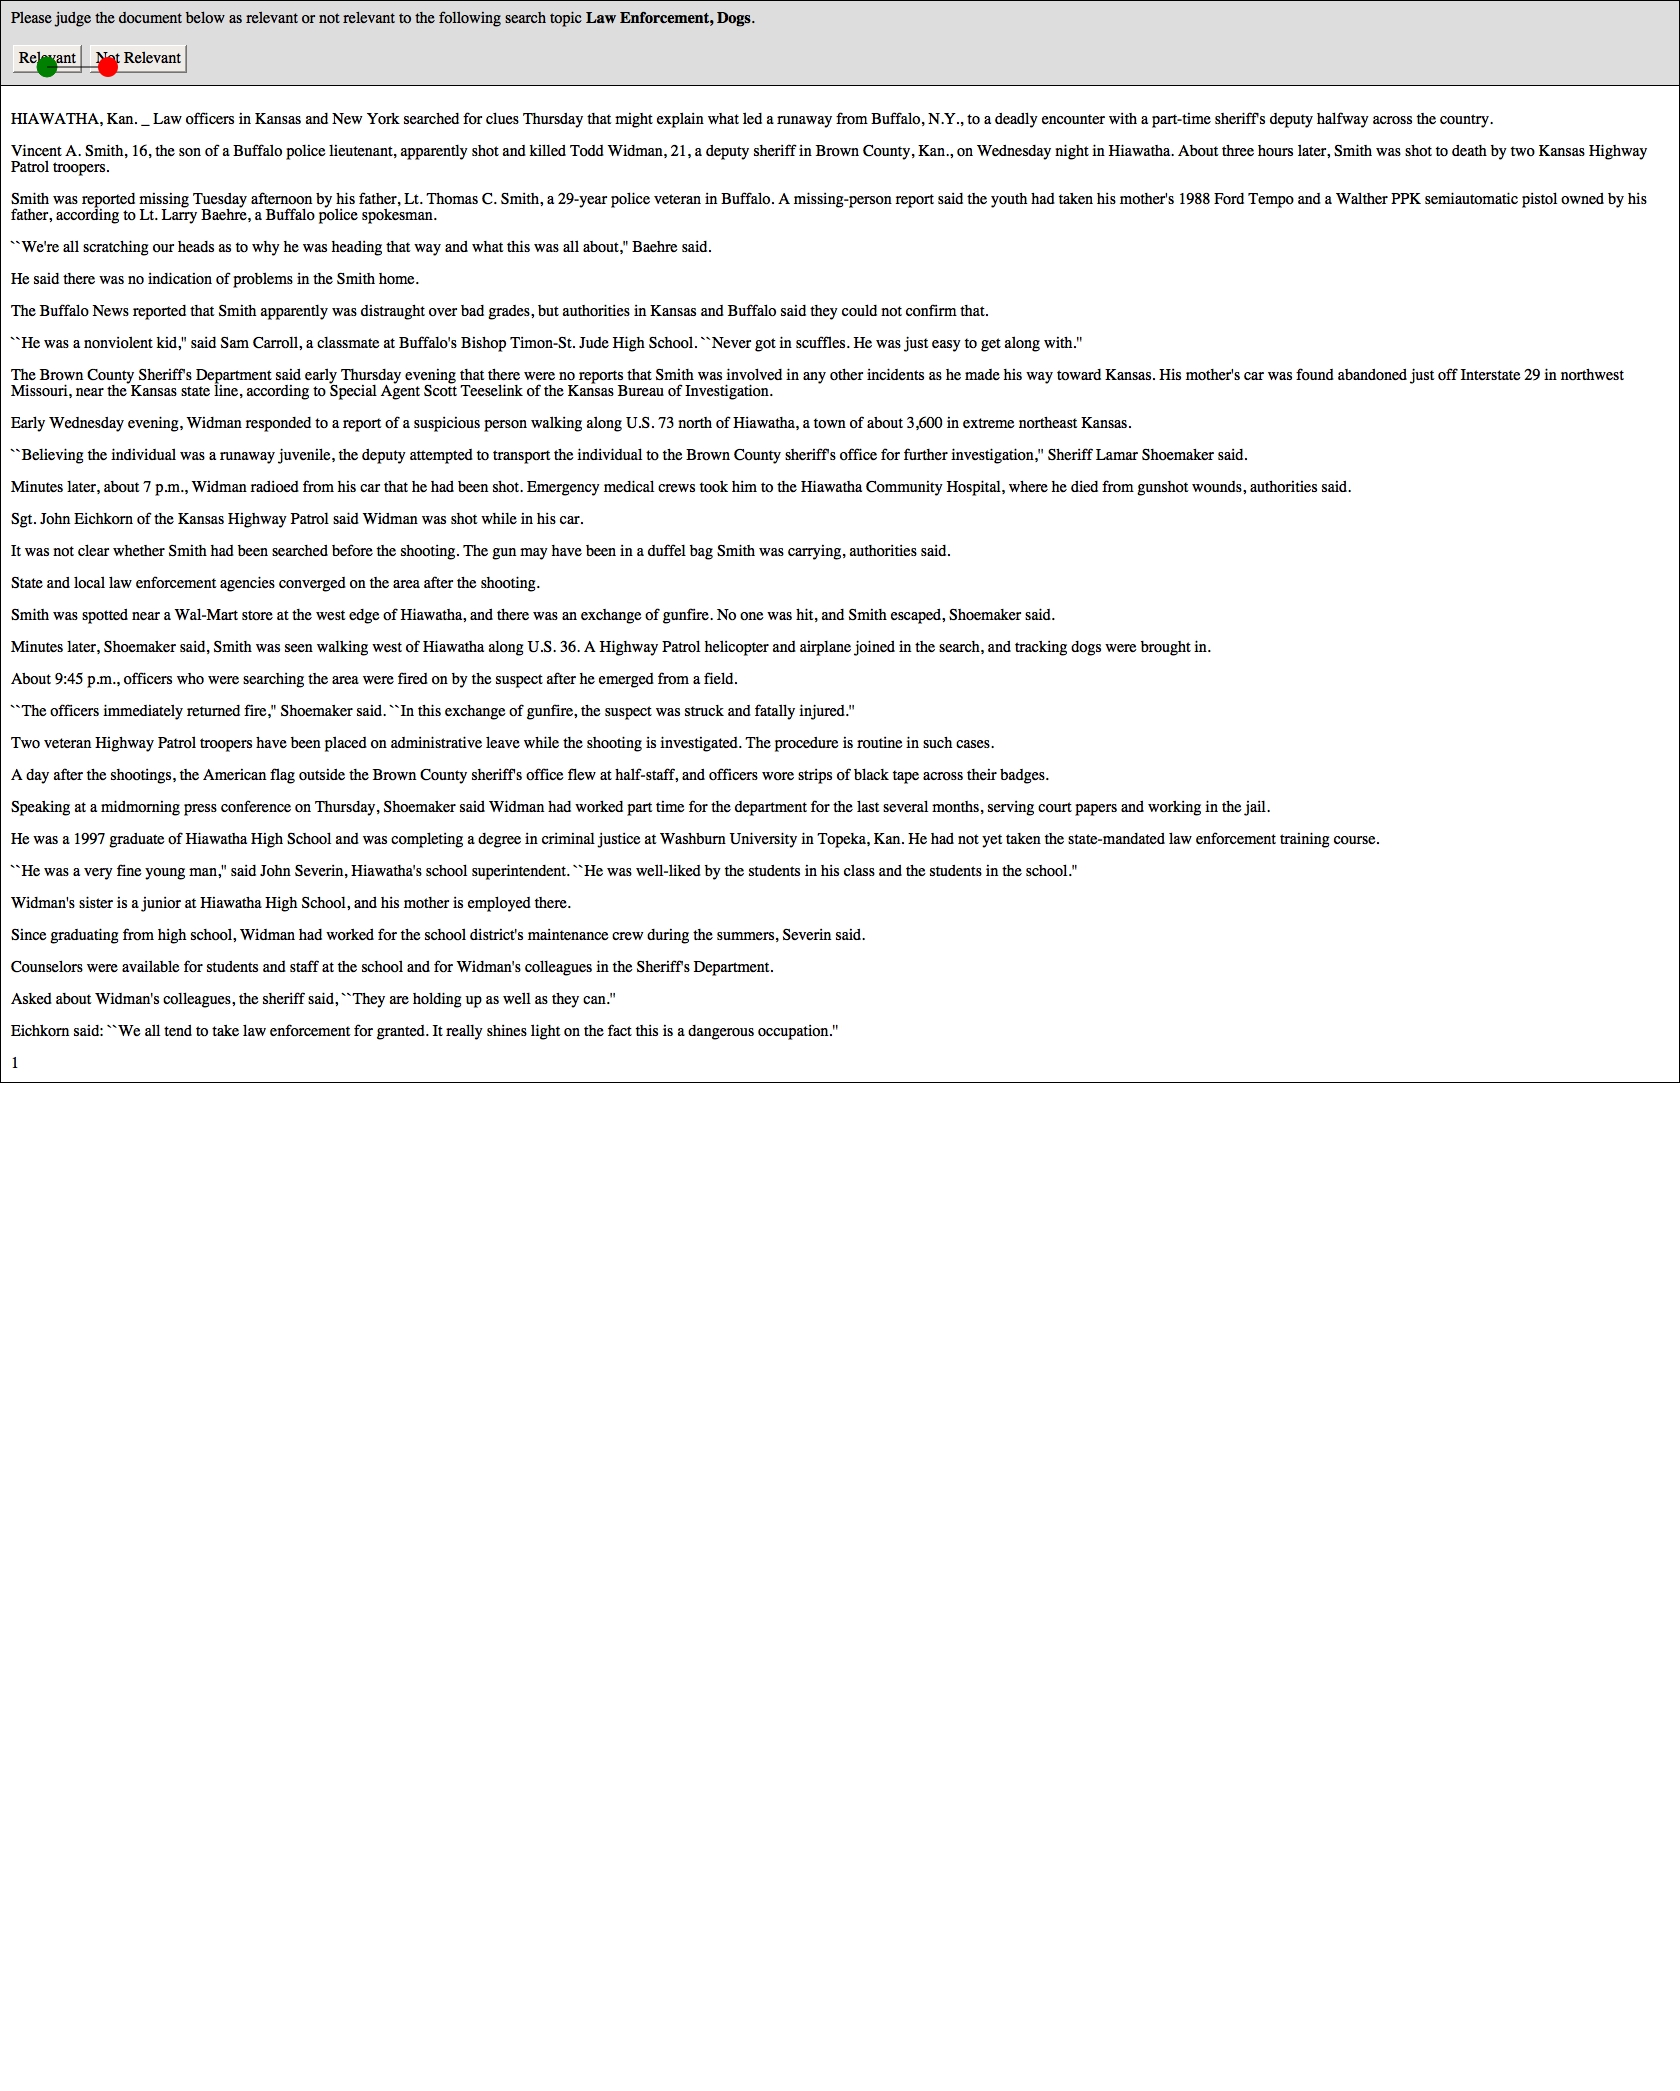 Please judge the document below as relevant or not relevant to the following search topic Law Enforcement, Dogs.
Relevant Not Relevant
HIAWATHA, Kan. _ Law officers in Kansas and New York searched for clues Thursday that might explain what led a runaway from Buffalo, N.Y., to a deadly encounter with a part-time sheriff's deputy halfway across the country.
Vincent A. Smith, 16, the son of a Buffalo police lieutenant, apparently shot and killed Todd Widman, 21, a deputy sheriff in Brown County, Kan., on Wednesday night in Hiawatha. About three hours later, Smith was shot to death by two Kansas Highway
Patrol troopers.
Smith was reported missing Tuesday afternoon by his father, Lt. Thomas C. Smith, a 29-year police veteran in Buffalo. A missing-person report said the youth had taken his mother's 1988 Ford Tempo and a Walther PPK semiautomatic pistol owned by his
father, according to Lt. Larry Baehre, a Buffalo police spokesman.
``We're all scratching our heads as to why he was heading that way and what this was all about,'' Baehre said.
He said there was no indication of problems in the Smith home.
The Buffalo News reported that Smith apparently was distraught over bad grades, but authorities in Kansas and Buffalo said they could not confirm that.
``He was a nonviolent kid,'' said Sam Carroll, a classmate at Buffalo's Bishop Timon-St. Jude High School. ``Never got in scuffles. He was just easy to get along with.''
The Brown County Sheriff's Department said early Thursday evening that there were no reports that Smith was involved in any other incidents as he made his way toward Kansas. His mother's car was found abandoned just off Interstate 29 in northwest
Missouri, near the Kansas state line, according to Special Agent Scott Teeselink of the Kansas Bureau of Investigation.
Early Wednesday evening, Widman responded to a report of a suspicious person walking along U.S. 73 north of Hiawatha, a town of about 3,600 in extreme northeast Kansas.
``Believing the individual was a runaway juvenile, the deputy attempted to transport the individual to the Brown County sheriff's office for further investigation,'' Sheriff Lamar Shoemaker said.
Minutes later, about 7 p.m., Widman radioed from his car that he had been shot. Emergency medical crews took him to the Hiawatha Community Hospital, where he died from gunshot wounds, authorities said.
Sgt. John Eichkorn of the Kansas Highway Patrol said Widman was shot while in his car.
It was not clear whether Smith had been searched before the shooting. The gun may have been in a duffel bag Smith was carrying, authorities said.
State and local law enforcement agencies converged on the area after the shooting.
Smith was spotted near a Wal-Mart store at the west edge of Hiawatha, and there was an exchange of gunfire. No one was hit, and Smith escaped, Shoemaker said.
Minutes later, Shoemaker said, Smith was seen walking west of Hiawatha along U.S. 36. A Highway Patrol helicopter and airplane joined in the search, and tracking dogs were brought in.
About 9:45 p.m., officers who were searching the area were fired on by the suspect after he emerged from a field.
``The officers immediately returned fire,'' Shoemaker said. ``In this exchange of gunfire, the suspect was struck and fatally injured.''
Two veteran Highway Patrol troopers have been placed on administrative leave while the shooting is investigated. The procedure is routine in such cases.
A day after the shootings, the American flag outside the Brown County sheriff's office flew at half-staff, and officers wore strips of black tape across their badges.
Speaking at a midmorning press conference on Thursday, Shoemaker said Widman had worked part time for the department for the last several months, serving court papers and working in the jail.
He was a 1997 graduate of Hiawatha High School and was completing a degree in criminal justice at Washburn University in Topeka, Kan. He had not yet taken the state-mandated law enforcement training course.
``He was a very fine young man,'' said John Severin, Hiawatha's school superintendent. ``He was well-liked by the students in his class and the students in the school.''
Widman's sister is a junior at Hiawatha High School, and his mother is employed there.
Since graduating from high school, Widman had worked for the school district's maintenance crew during the summers, Severin said.
Counselors were available for students and staff at the school and for Widman's colleagues in the Sheriff's Department.
Asked about Widman's colleagues, the sheriff said, ``They are holding up as well as they can.''
Eichkorn said: ``We all tend to take law enforcement for granted. It really shines light on the fact this is a dangerous occupation.''
1